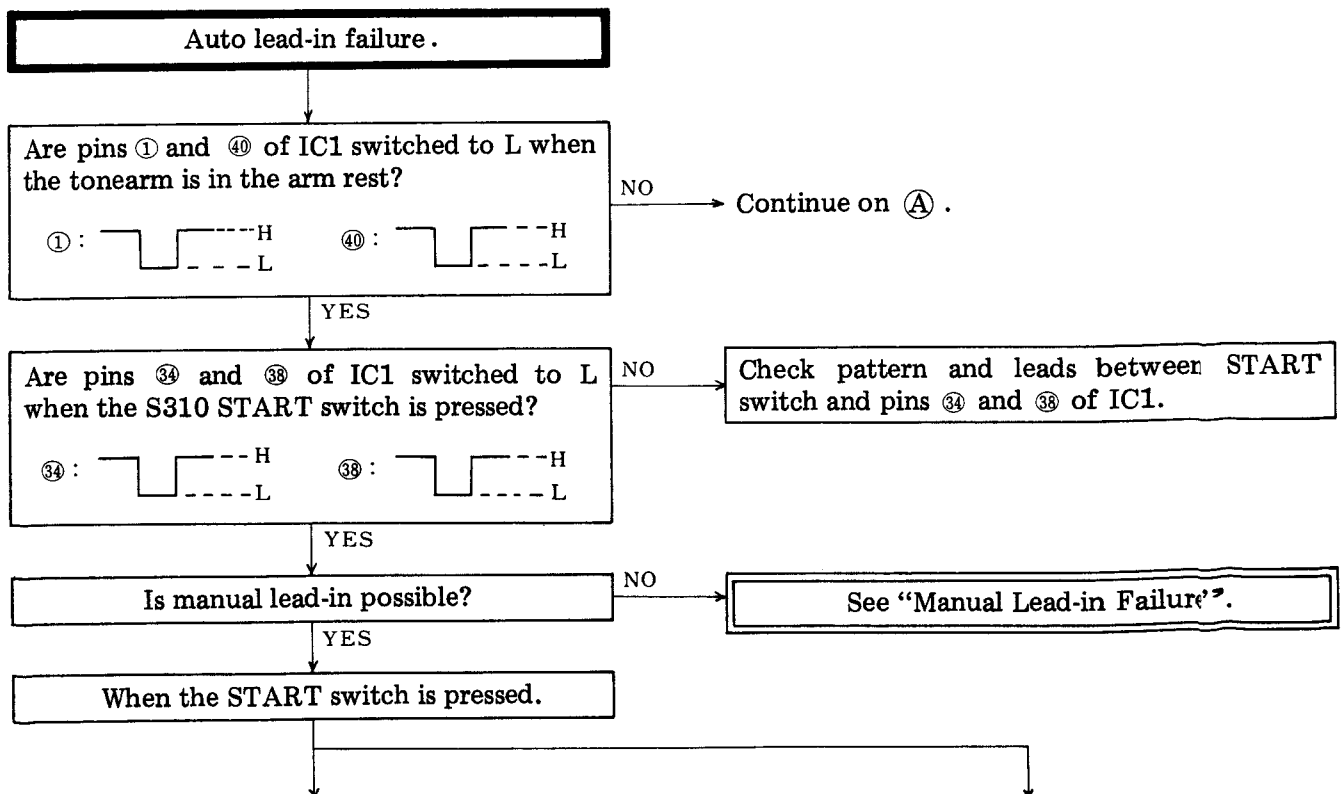 Auto lead-in failure.
Are pins ① and ㊵ of IC1 switched to L when
the tonearm is in the arm rest?
①: H
L
㊵: H
L
NO
Continue on Ⓐ.
YES
Are pins ㉞ and ㊳ of IC1 switched to L
when the S310 START switch is pressed?
㉞: H
L
㊳: H
L
NO
Check pattern and leads between START
switch and pins ㉞ and ㊳ of IC1.
YES
Is manual lead-in possible?
NO
See “Manual Lead-in Failure”.
YES
When the START switch is pressed.